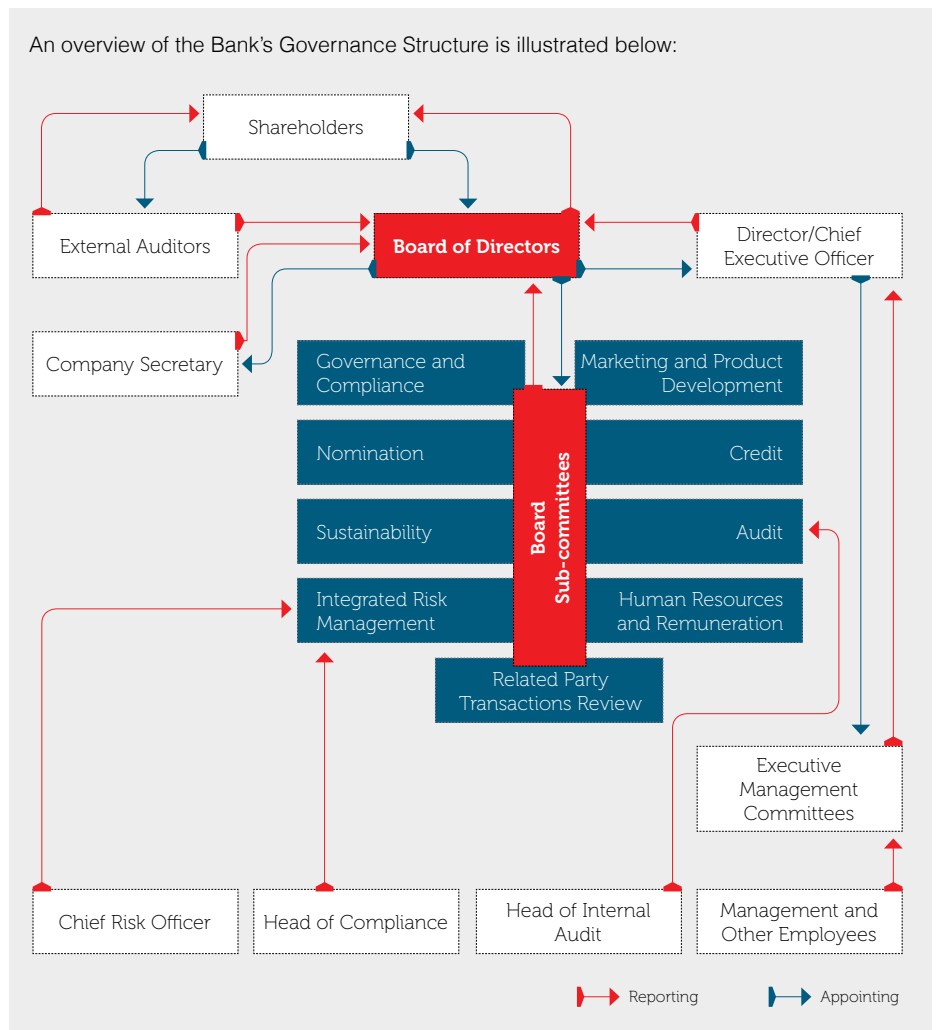 An overview of the Bank’s Governance Structure is illustrated below:
Shareholders
External Auditors
Board of Directors
Director/Chief
Executive Officer
Company Secretary
Governance and
Compliance
Marketing and Product
Development
Nomination
Credit
Sustainability
Audit
Integrated Risk
Management
Human Resources
and Remuneration
Board
Sub-committees
Related Party
Transactions Review
Executive
Management
Committees
Chief Risk Officer
Head of Compliance
Head of Internal
Audit
Management and
Other Employees
Reporting
Appointing